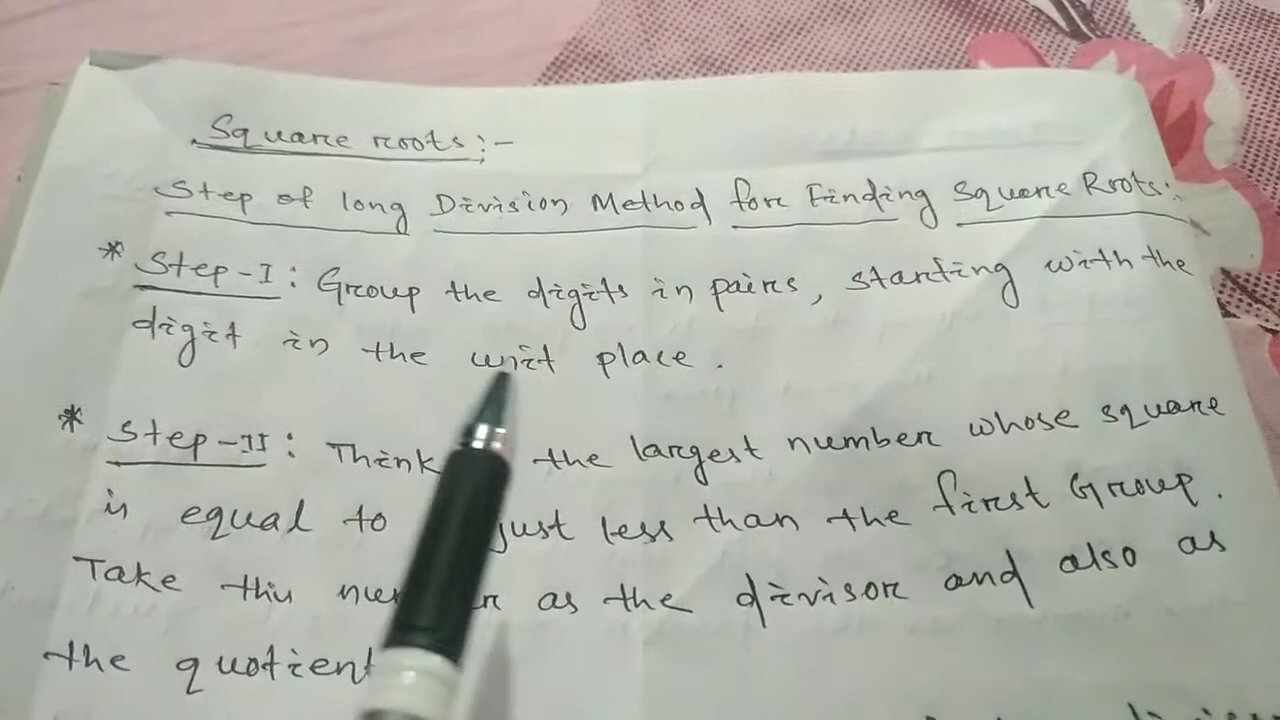 Square roots:-
Step of long Division Method for Finding Square Roots:
* Step-I: Group the digits in pairs, starting with the
digit in the unit place.
* Step-II: Think the largest number whose square
is equal to just less than the first Group.
Take this as the divisor and also as
the quotient